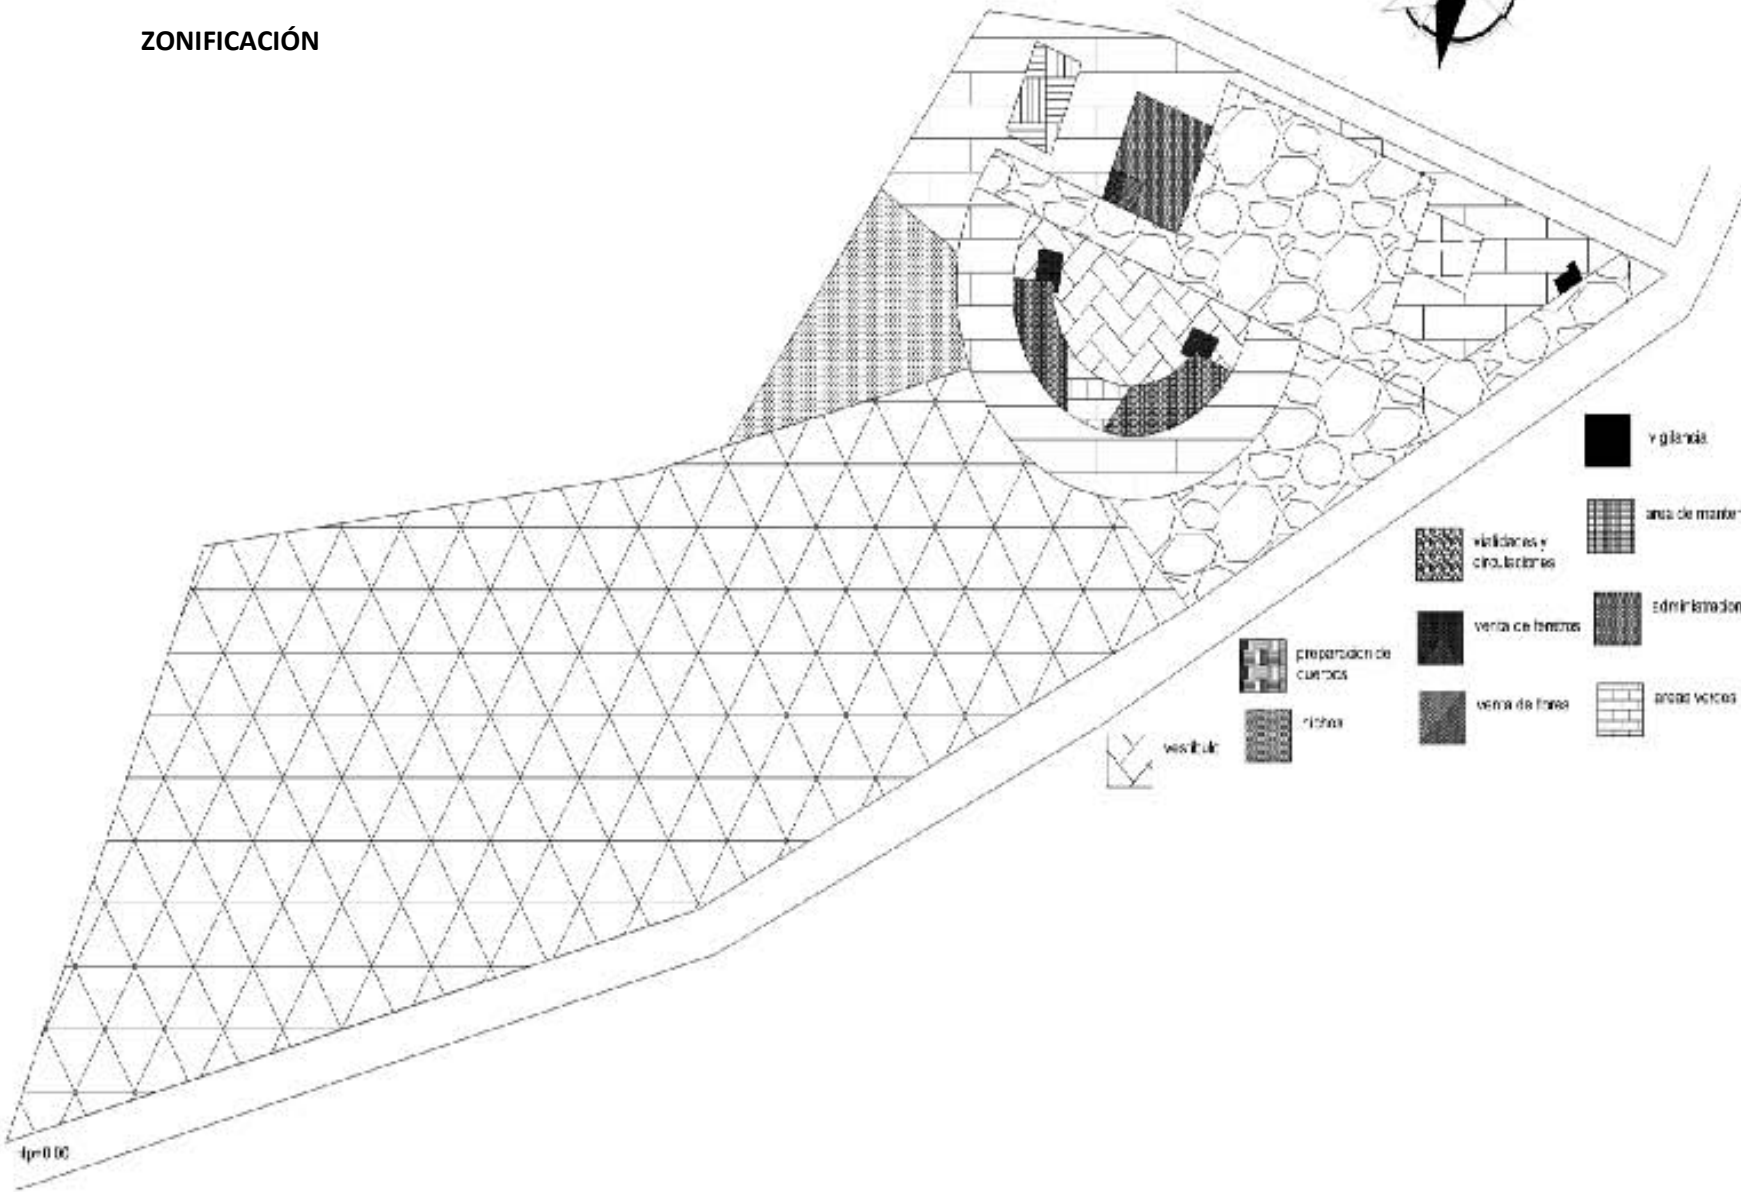 ZONIFICACIÓN
vigilancia
area de manten
vialidades y
circulaciones
administracion
venta de feretros
preparacion de
cuerpos
venta de flores
areas verdes
nichos
vestibulo